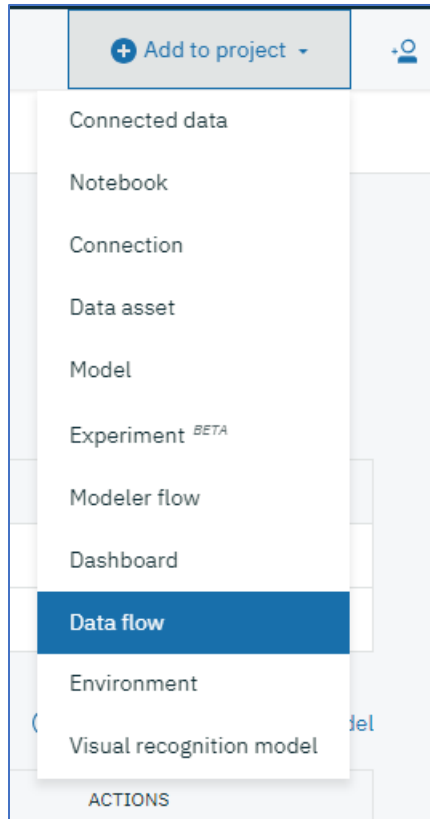 Add to project
Connected data
Notebook
Connection
Data asset
Model
Experiment BETA
Modeler flow
Dashboard
Data flow
Environment
Visual recognition model
ACTIONS